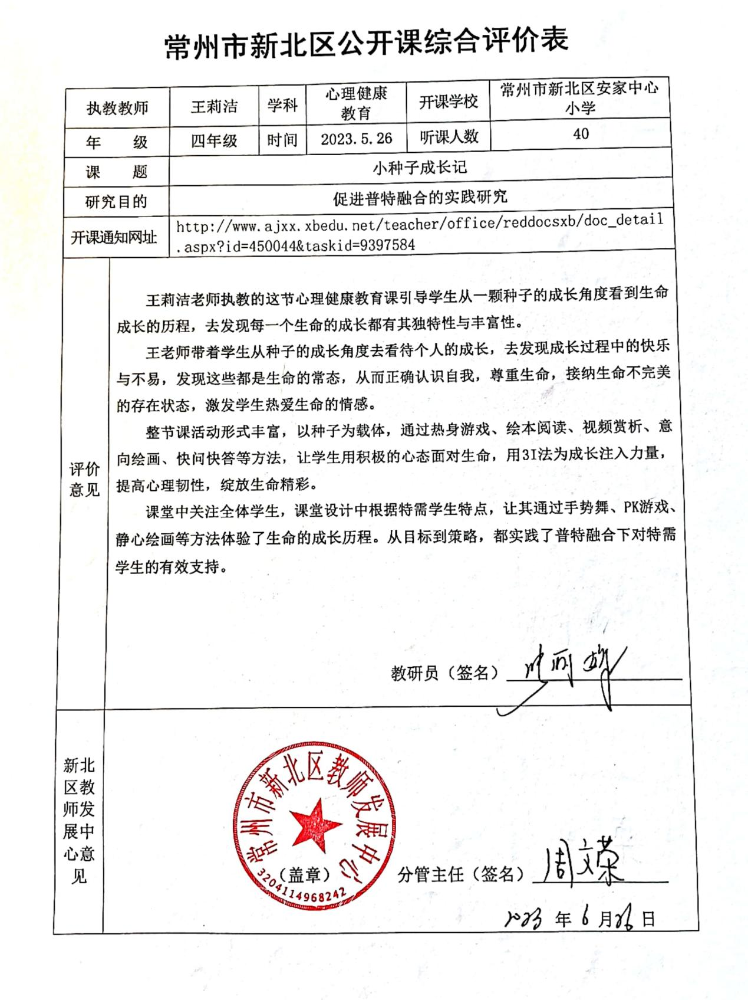 常州市新北区公开课综合评价表
执教教师 王莉洁 学科 心理健康教育 开课学校 常州市新北区安家中心小学
年 级 四年级 时间 2023.5.26 听课人数 40
课 题 小种子成长记
研究目的 促进普特融合的实践研究
开课通知网址 http://www.ajxx.xbedu.net/teacher/office/reddocsxb/doc_detail
.aspx?id=450044&taskid=9397584
评价意见
王莉洁老师执教的这节心理健康教育课引导学生从一颗种子的成长角度看到生命
成长的历程，去发现每一个生命的成长都有其独特性与丰富性。
王老师带着学生从种子的成长角度去看待个人的成长，去发现成长过程中的快乐
与不易，发现这些都是生命的常态，从而正确认识自我，尊重生命，接纳生命不完美
的存在状态，激发学生热爱生命的情感。
整节课活动形式丰富，以种子为载体，通过热身游戏、绘本阅读、视频赏析、意
向绘画、快问快答等方法，让学生用积极的心态面对生命，用3I法为成长注入力量，
提高心理韧性，绽放生命精彩。
课堂中关注全体学生，课堂设计中根据特需学生特点，让其通过手势舞、PK游戏、
静心绘画等方法体验了生命的成长历程。从目标到策略，都实践了普特融合下对特需
学生的有效支持。
教研员（签名）
新北区教师发展中心意见
常州市新北区教师发展中心
（盖章）
3204114968242
分管主任（签名） 周文荣
2023 年 6 月 26 日